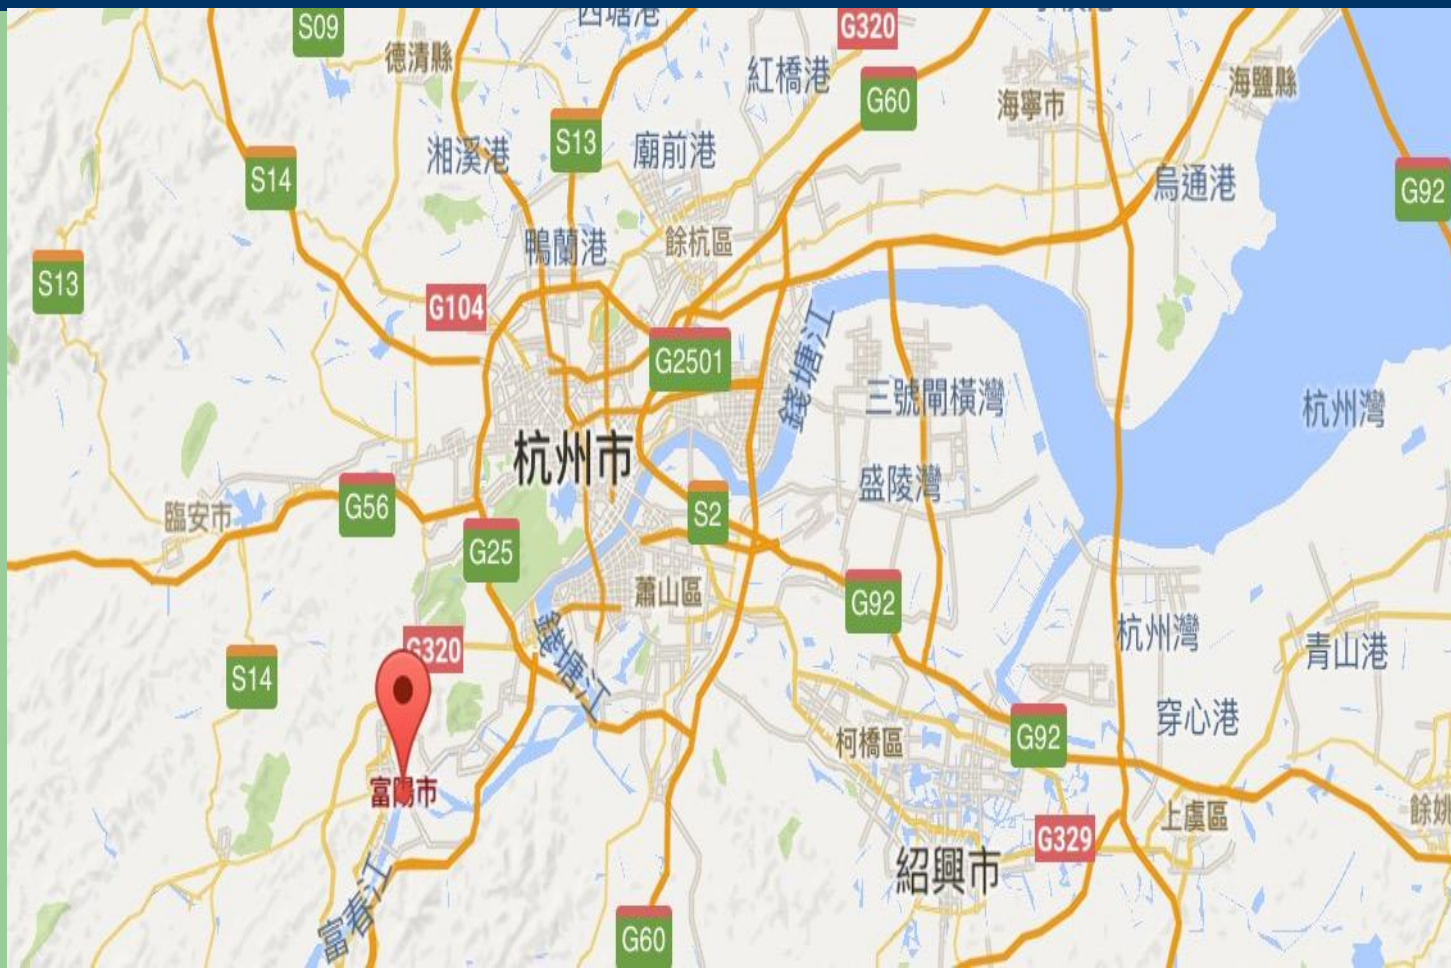 S09
G320
德清縣
紅橋港
G60
海寧市
海鹽縣
S13
廟前港
湘溪港
S14
烏通港
G92
鴨蘭港
餘杭區
S13
G104
錢塘江
G2501
三號閘橫灣
杭州灣
杭州市
盛陵灣
G56
S2
臨安市
G25
蕭山區
G92
錢塘江
杭州灣
G320
青山港
S14
穿心港
柯橋區
G92
富陽市
上虞區
餘姚
G329
紹興市
富春江
G60